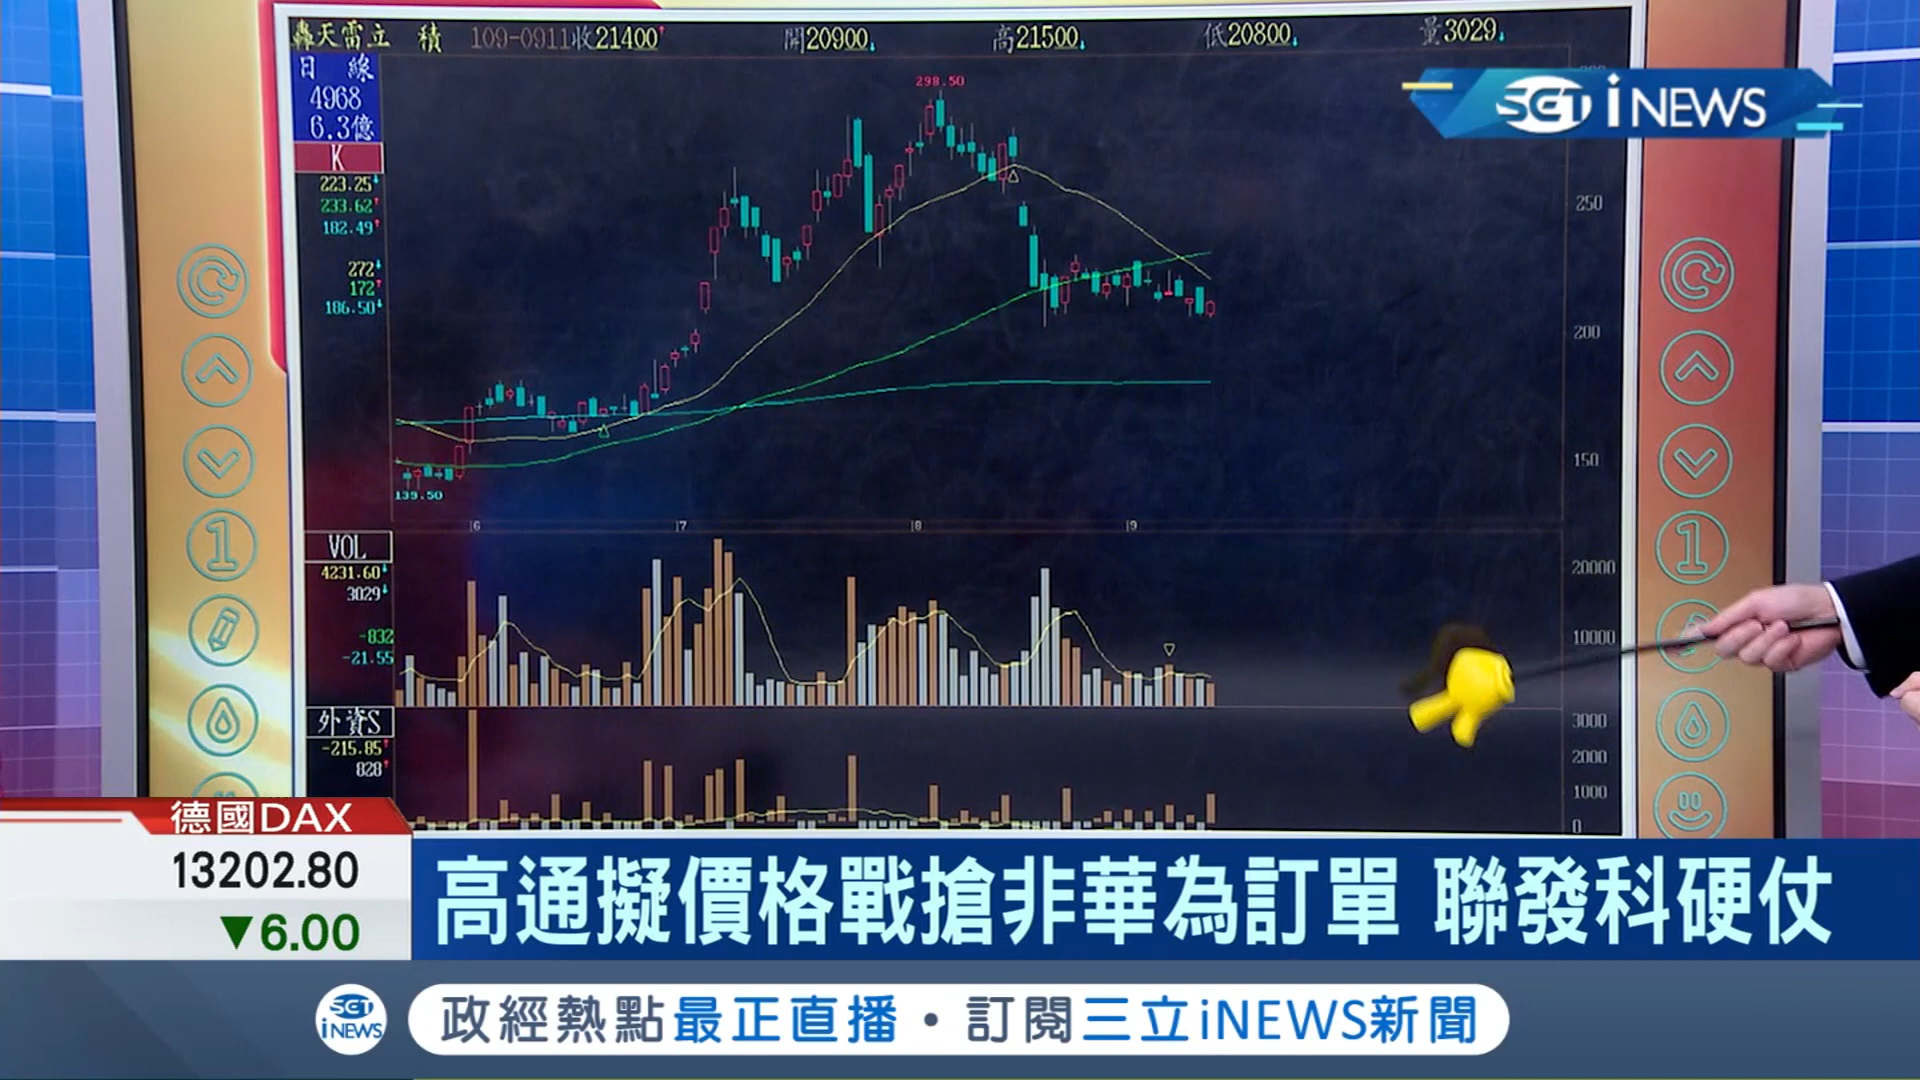 轟天雷立 積 109-0911收21400↑ 開20900↓ 高21500↓ 低20800↓ 量3029↓
日 線
4968
6.3億
K
223.25↓
233.62↑
182.49↑
272↓
172↑
186.50↓
298.50
139.50
250
200
150
6 7 8 9
SET iNEWS
VOL
4231.60↓
3029↓
-832
-21.55
20000
10000
外資S
-215.85↑
828↑
3000
2000
1000
0
1
1
德國DAX
13202.80
▼6.00
高通擬價格戰搶非華為訂單 聯發科硬仗
SET iNEWS
政經熱點最正直播・訂閱三立iNEWS新聞